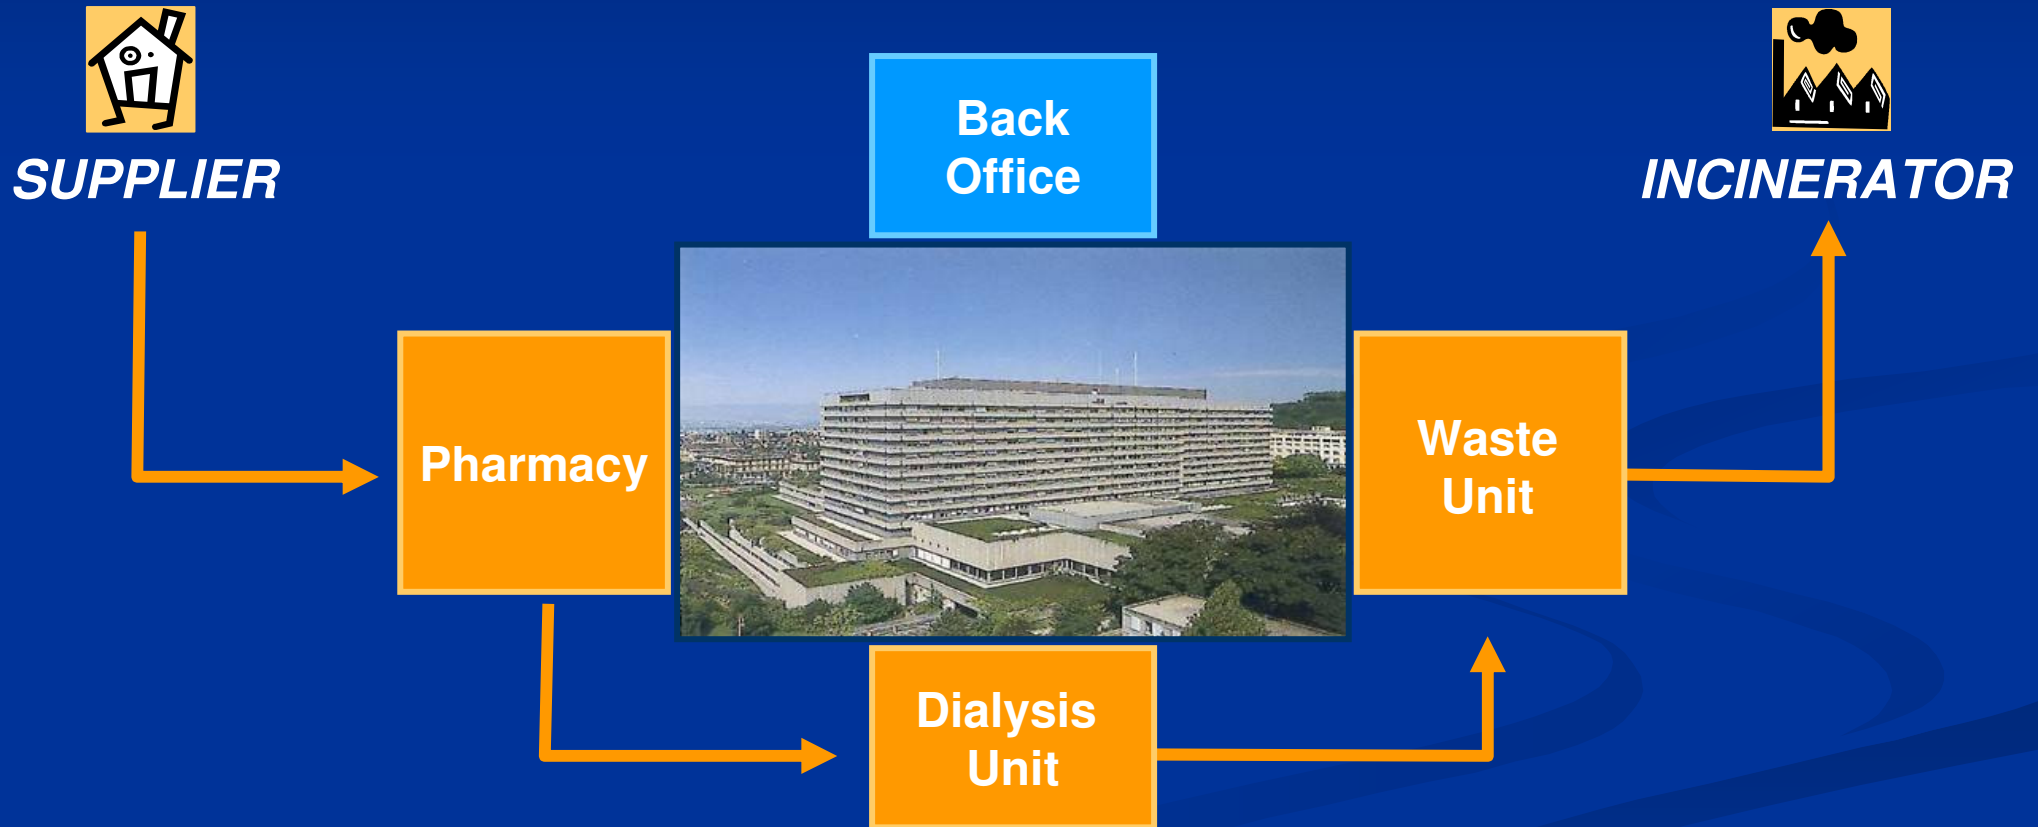 SUPPLIER
Back
Office
INCINERATOR
Pharmacy
Waste
Unit
Dialysis
Unit